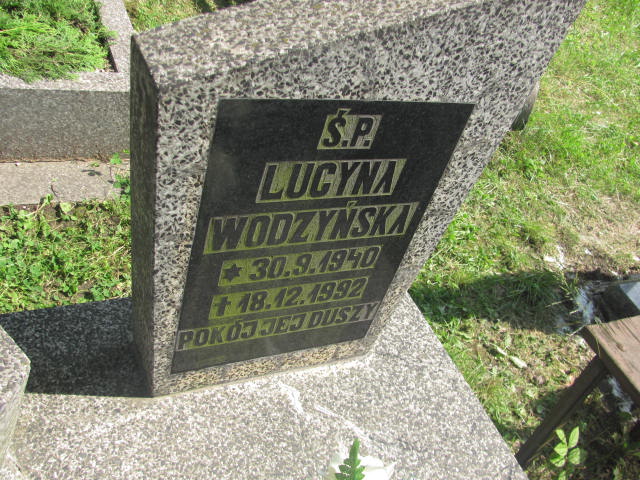 Ś.P.
LUCYNA
WODZYŃSKA
* 30.9.1940
† 18.12.1992
POKÓJ JEJ DUSZY